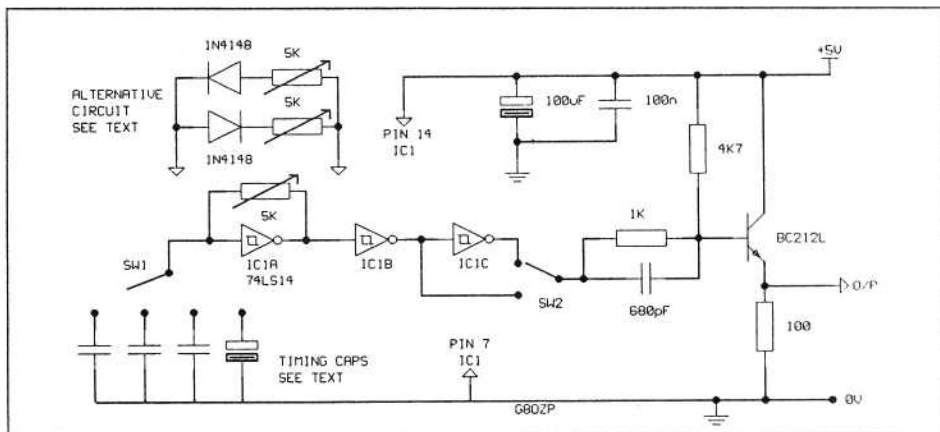 1N4148
5K
+5V
ALTERNATIVE
CIRCUIT
SEE TEXT
5K
100uF
100n
PIN 14
IC1
4K7
1N4148
5K
1K
BC212L
SW1
IC1A
74LS14
IC1B
IC1C
SW2
680pF
O/P
100
TIMING CAPS
SEE TEXT
PIN 7
IC1
G8OZP
0V